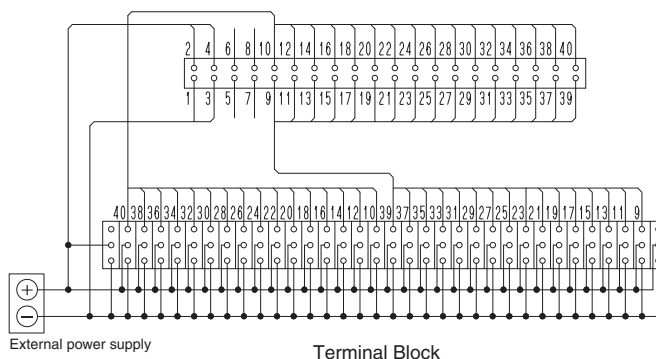 2 4 6 8 10 12 14 16 18 20 22 24 26 28 30 32 34 36 38 40
1 3 5 7 9 11 13 15 17 19 21 23 25 27 29 31 33 35 37 39
40 38 36 34 32 30 28 26 24 22 20 18 16 14 12 10 39 37 35 33 31 29 27 25 23 21 19 17 15 13 11 9
+
−
External power supply
Terminal Block